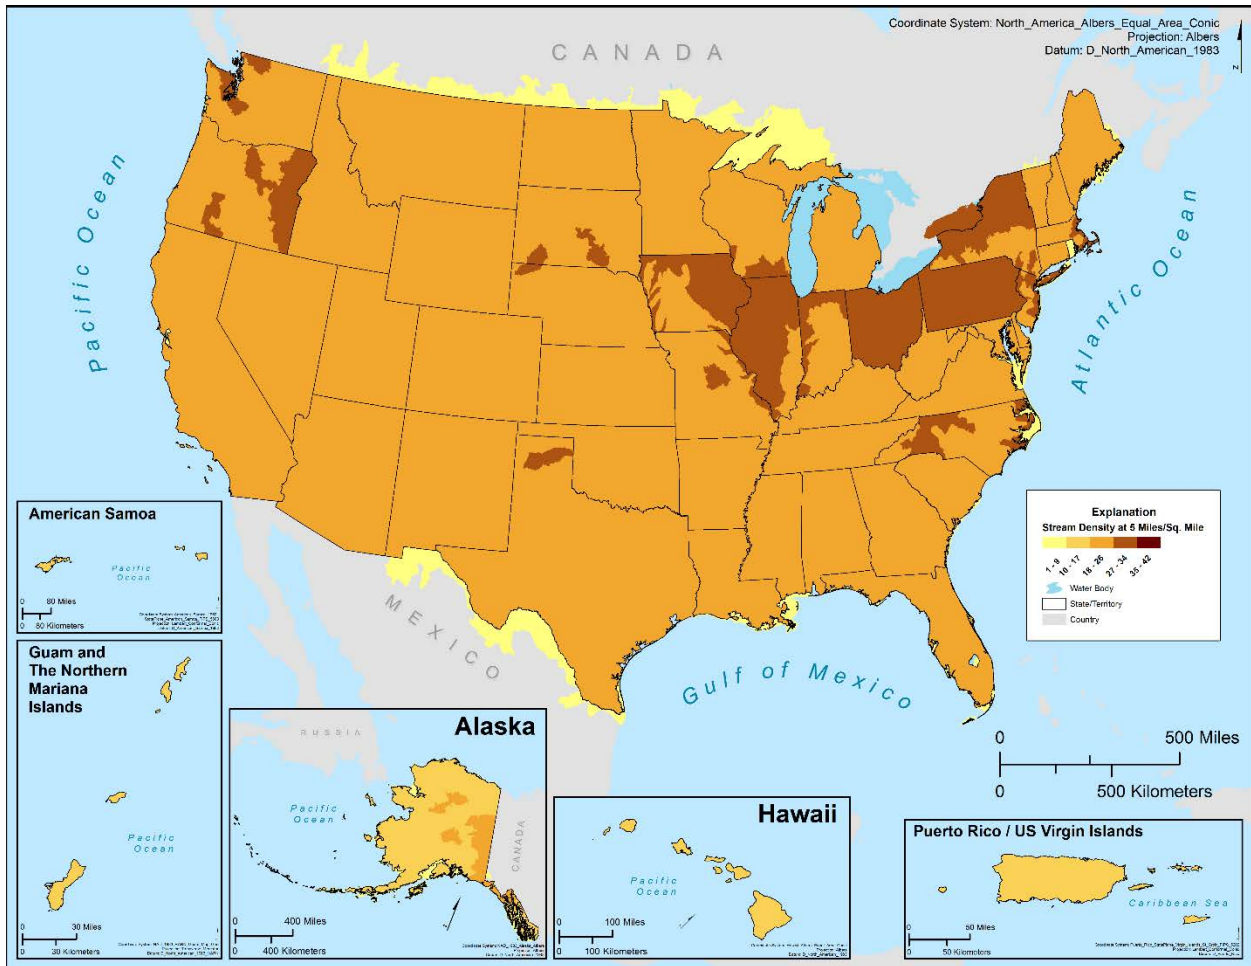 Coordinate System: North_America_Albers_Equal_Area_Conic
Projection: Albers
Datum: D_North_American_1983
N
CANADA
Pacific Ocean
Atlantic Ocean
MEXICO
Gulf of Mexico
Explanation
Stream Density at 5 Miles/Sq. Mile
1 - 9
10 - 17
18 - 26
27 - 34
35 - 42
Water Body
State/Territory
Country
0 500 Miles
0 500 Kilometers
American Samoa
Pacific
Ocean
0 80 Miles
0 80 Kilometers
Guam and
The Northern
Mariana
Islands
Pacific
Ocean
0 30 Miles
0 30 Kilometers
Alaska
RUSSIA
Pacific
Ocean
CANADA
0 400 Miles
0 400 Kilometers
Hawaii
Pacific
Ocean
0 100 Miles
0 100 Kilometers
Puerto Rico / US Virgin Islands
Caribbean Sea
0 50 Miles
0 50 Kilometers